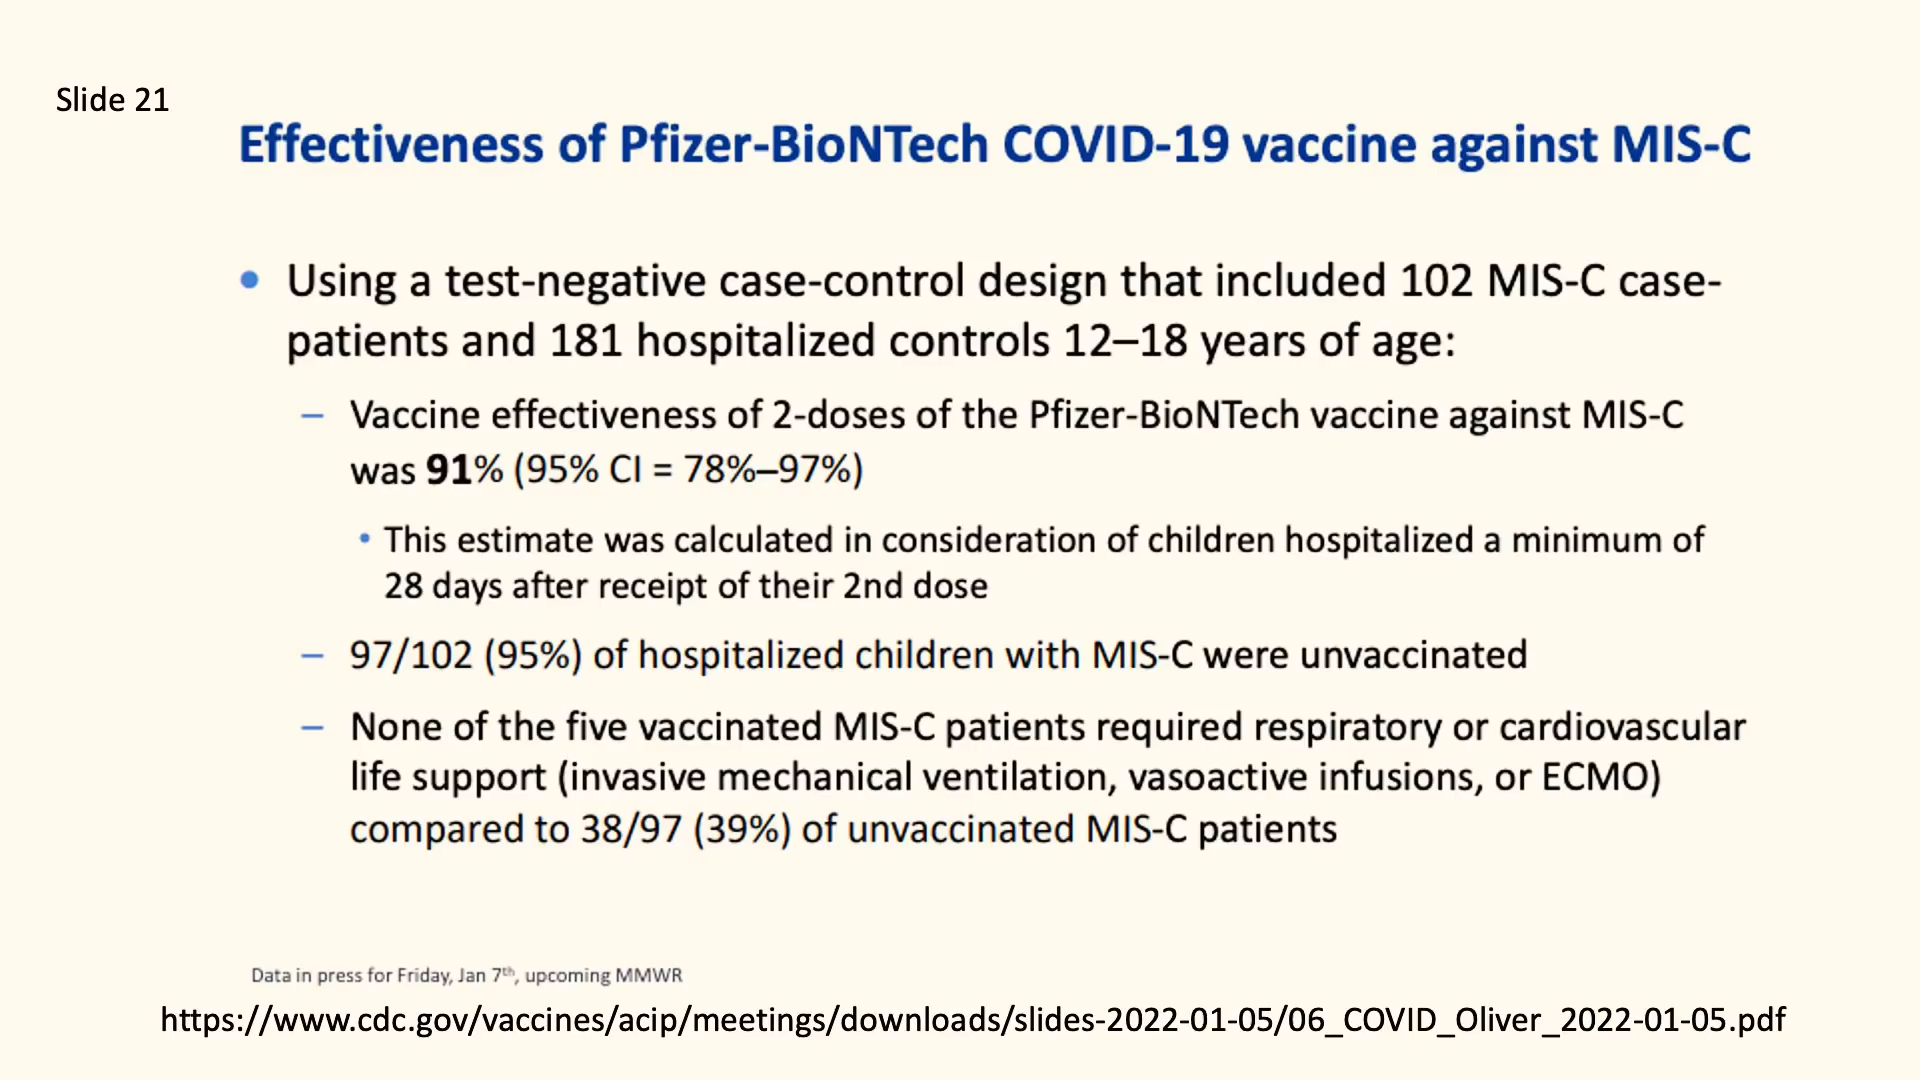 Slide 21
Effectiveness of Pfizer-BioNTech COVID-19 vaccine against MIS-C
• Using a test-negative case-control design that included 102 MIS-C case-
patients and 181 hospitalized controls 12–18 years of age:
– Vaccine effectiveness of 2-doses of the Pfizer-BioNTech vaccine against MIS-C
was 91% (95% CI = 78%–97%)
• This estimate was calculated in consideration of children hospitalized a minimum of
28 days after receipt of their 2nd dose
– 97/102 (95%) of hospitalized children with MIS-C were unvaccinated
– None of the five vaccinated MIS-C patients required respiratory or cardiovascular
life support (invasive mechanical ventilation, vasoactive infusions, or ECMO)
compared to 38/97 (39%) of unvaccinated MIS-C patients
Data in press for Friday, Jan 7th, upcoming MMWR
https://www.cdc.gov/vaccines/acip/meetings/downloads/slides-2022-01-05/06_COVID_Oliver_2022-01-05.pdf